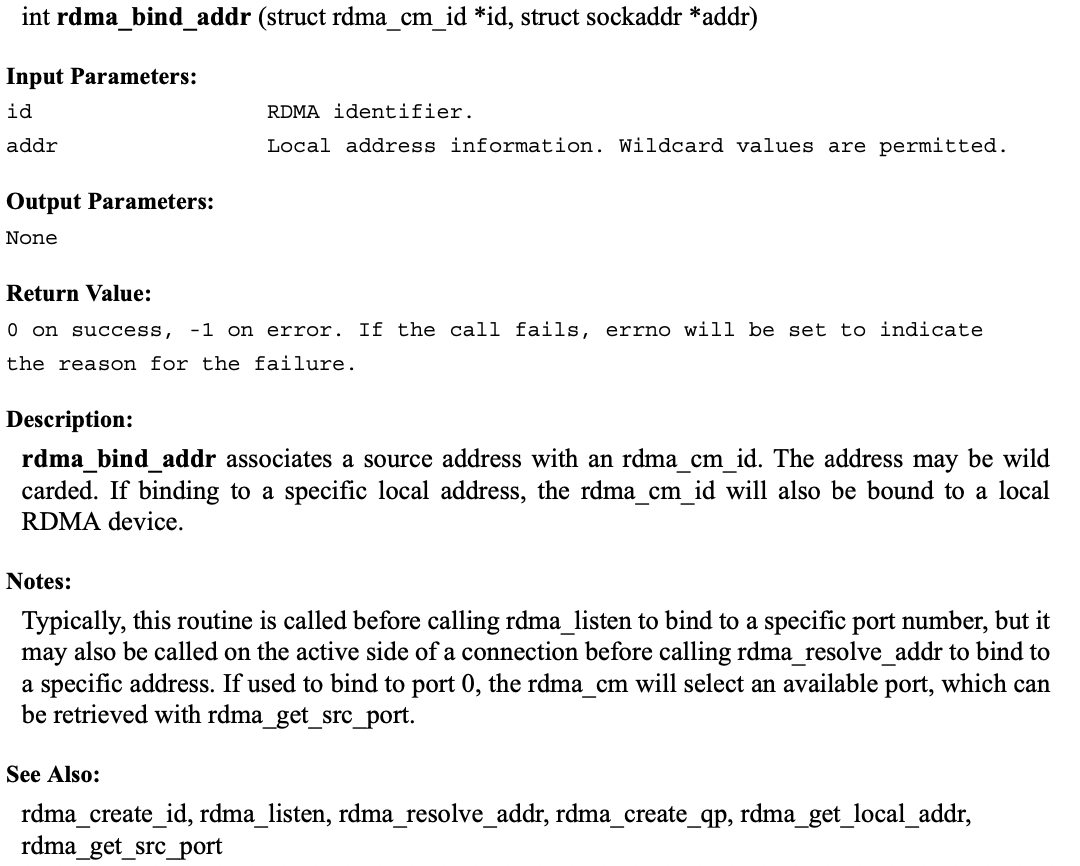 int rdma_bind_addr (struct rdma_cm_id *id, struct sockaddr *addr)
Input Parameters:
id RDMA identifier.
addr Local address information. Wildcard values are permitted.
Output Parameters:
None
Return Value:
0 on success, -1 on error. If the call fails, errno will be set to indicate
the reason for the failure.
Description:
rdma_bind_addr associates a source address with an rdma_cm_id. The address may be wild
carded. If binding to a specific local address, the rdma_cm_id will also be bound to a local
RDMA device.
Notes:
Typically, this routine is called before calling rdma_listen to bind to a specific port number, but it
may also be called on the active side of a connection before calling rdma_resolve_addr to bind to
a specific address. If used to bind to port 0, the rdma_cm will select an available port, which can
be retrieved with rdma_get_src_port.
See Also:
rdma_create_id, rdma_listen, rdma_resolve_addr, rdma_create_qp, rdma_get_local_addr,
rdma_get_src_port